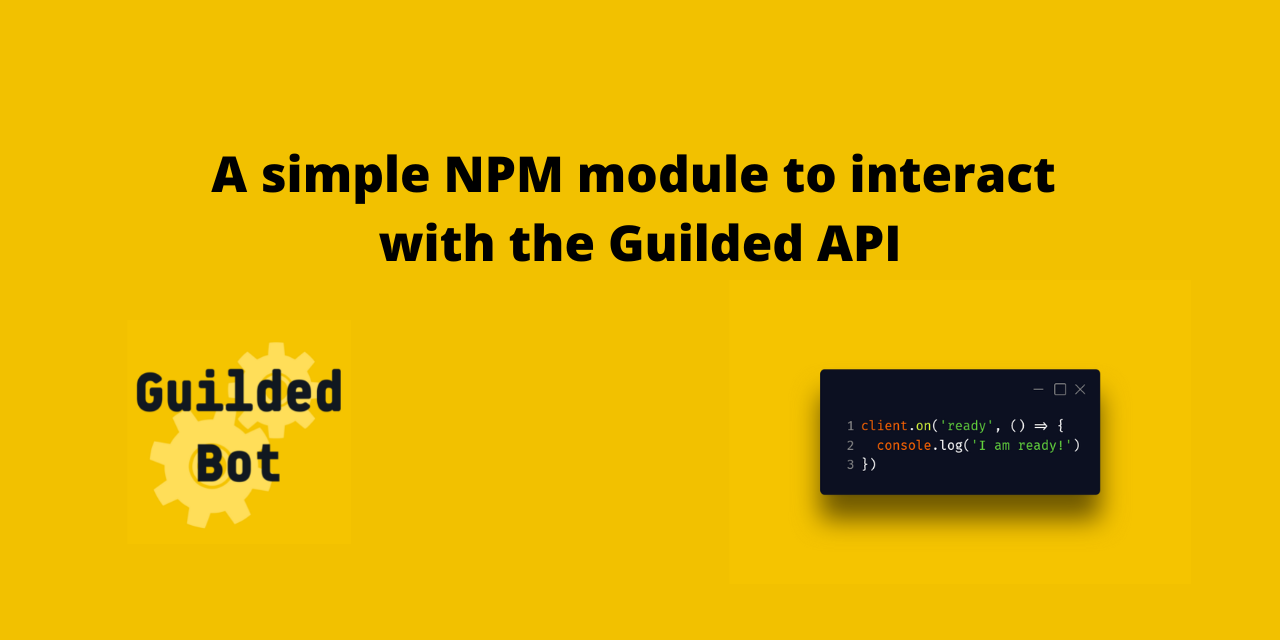 A simple NPM module to interact
with the Guilded API
Guilded
Bot
1 client.on('ready', () => {
2   console.log('I am ready!')
3 })